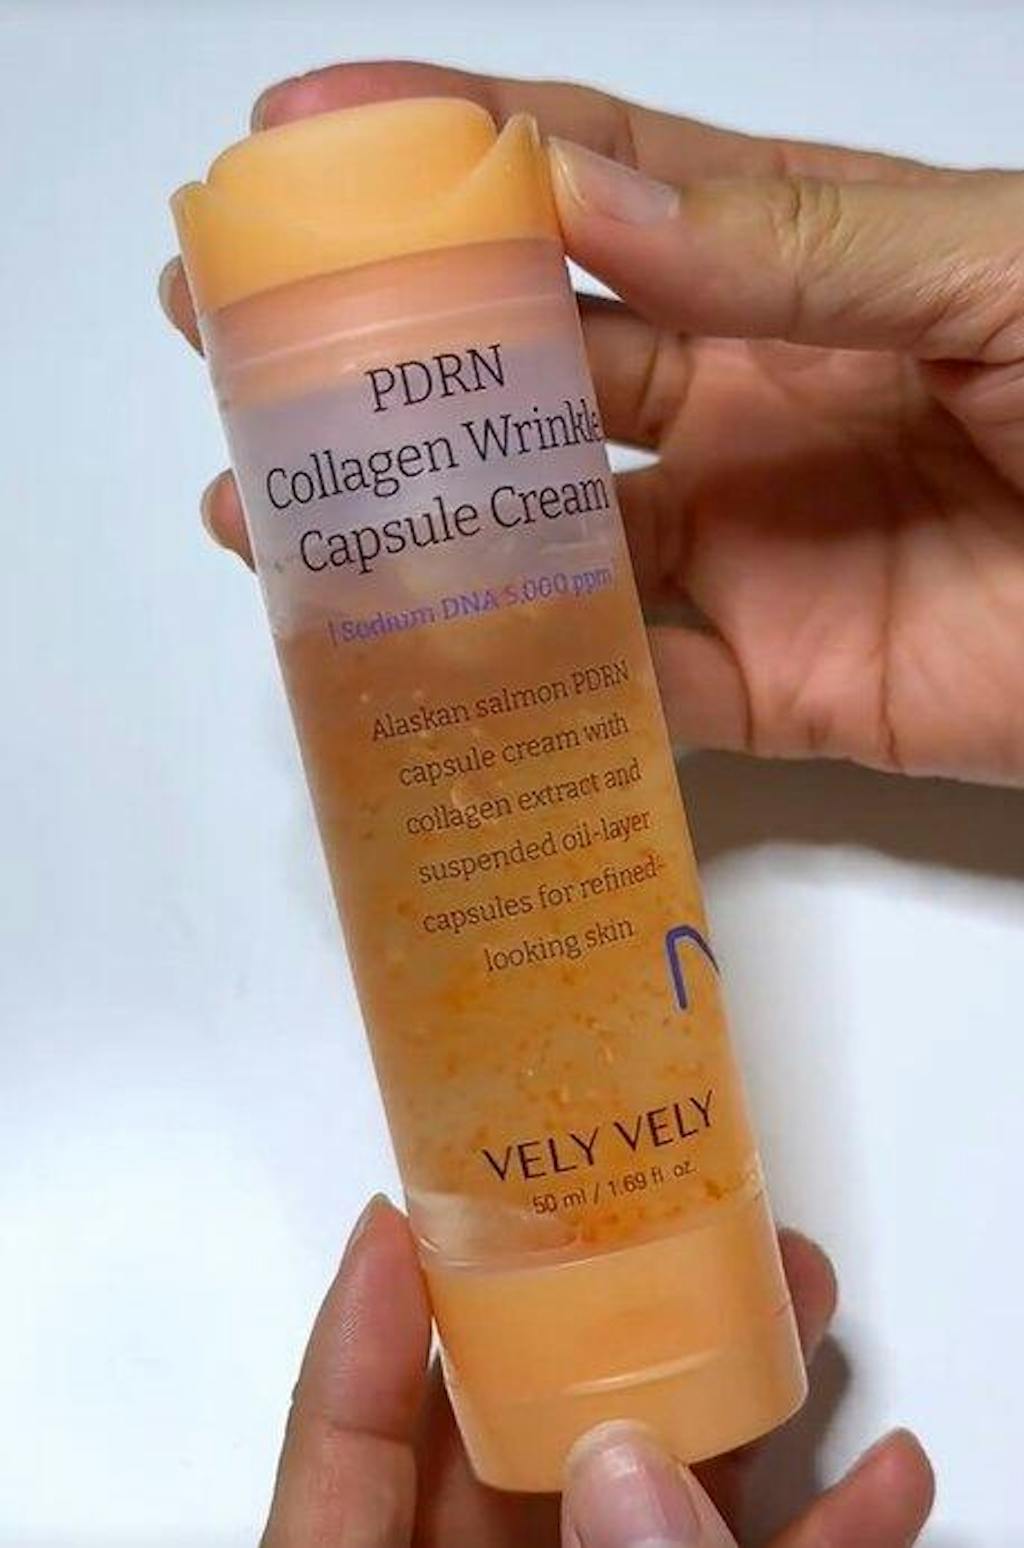 PDRN
Collagen Wrinkle
Capsule Cream
| Sodium DNA 5,000 ppm |
Alaskan salmon PDRN
capsule cream with
collagen extract and
suspended oil-layer
capsules for refined-
looking skin
VELY VELY
50 ml / 1.69 fl. oz.